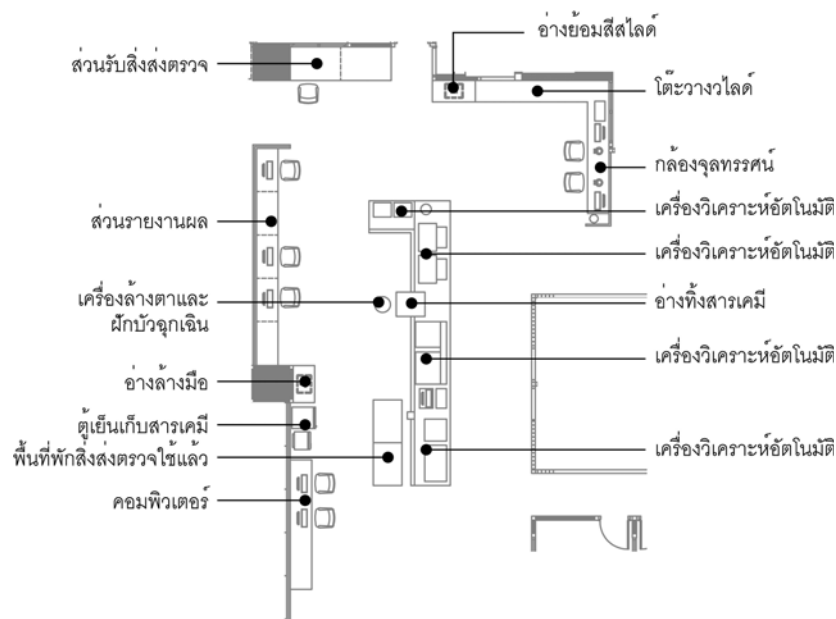 อ่างย้อมสีสไลด์
ส่วนรับสิ่งส่งตรวจ
โต๊ะวางวไลด์
กล้องจุลทรรศน์
เครื่องวิเคราะห์อัตโนมัติ
ส่วนรายงานผล
เครื่องวิเคราะห์อัตโนมัติ
เครื่องล้างตาและ
ฝักบัวฉุกเฉิน
อ่างทิ้งสารเคมี
เครื่องวิเคราะห์อัตโนมัติ
อ่างล้างมือ
ตู้เย็นเก็บสารเคมี
พื้นที่พักสิ่งส่งตรวจใช้แล้ว
เครื่องวิเคราะห์อัตโนมัติ
คอมพิวเตอร์